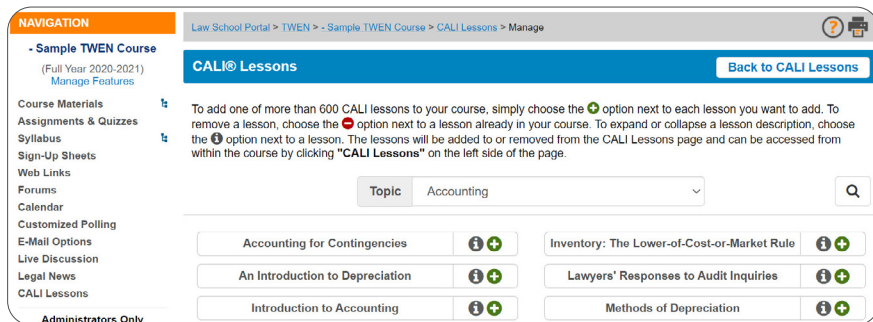 NAVIGATION
- Sample TWEN Course
(Full Year 2020-2021)
Manage Features
Course Materials
Assignments & Quizzes
Syllabus
Sign-Up Sheets
Web Links
Forums
Calendar
Customized Polling
E-Mail Options
Live Discussion
Legal News
CALI Lessons
Administrators Only
Law School Portal > TWEN > - Sample TWEN Course > CALI Lessons > Manage
CALI® Lessons
Back to CALI Lessons
To add one of more than 600 CALI lessons to your course, simply choose the option next to each lesson you want to add. To
remove a lesson, choose the option next to a lesson already in your course. To expand or collapse a lesson description, choose
the option next to a lesson. The lessons will be added to or removed from the CALI Lessons page and can be accessed from
within the course by clicking "CALI Lessons" on the left side of the page.
Topic Accounting
Accounting for Contingencies
Inventory: The Lower-of-Cost-or-Market Rule
An Introduction to Depreciation
Lawyers' Responses to Audit Inquiries
Introduction to Accounting
Methods of Depreciation